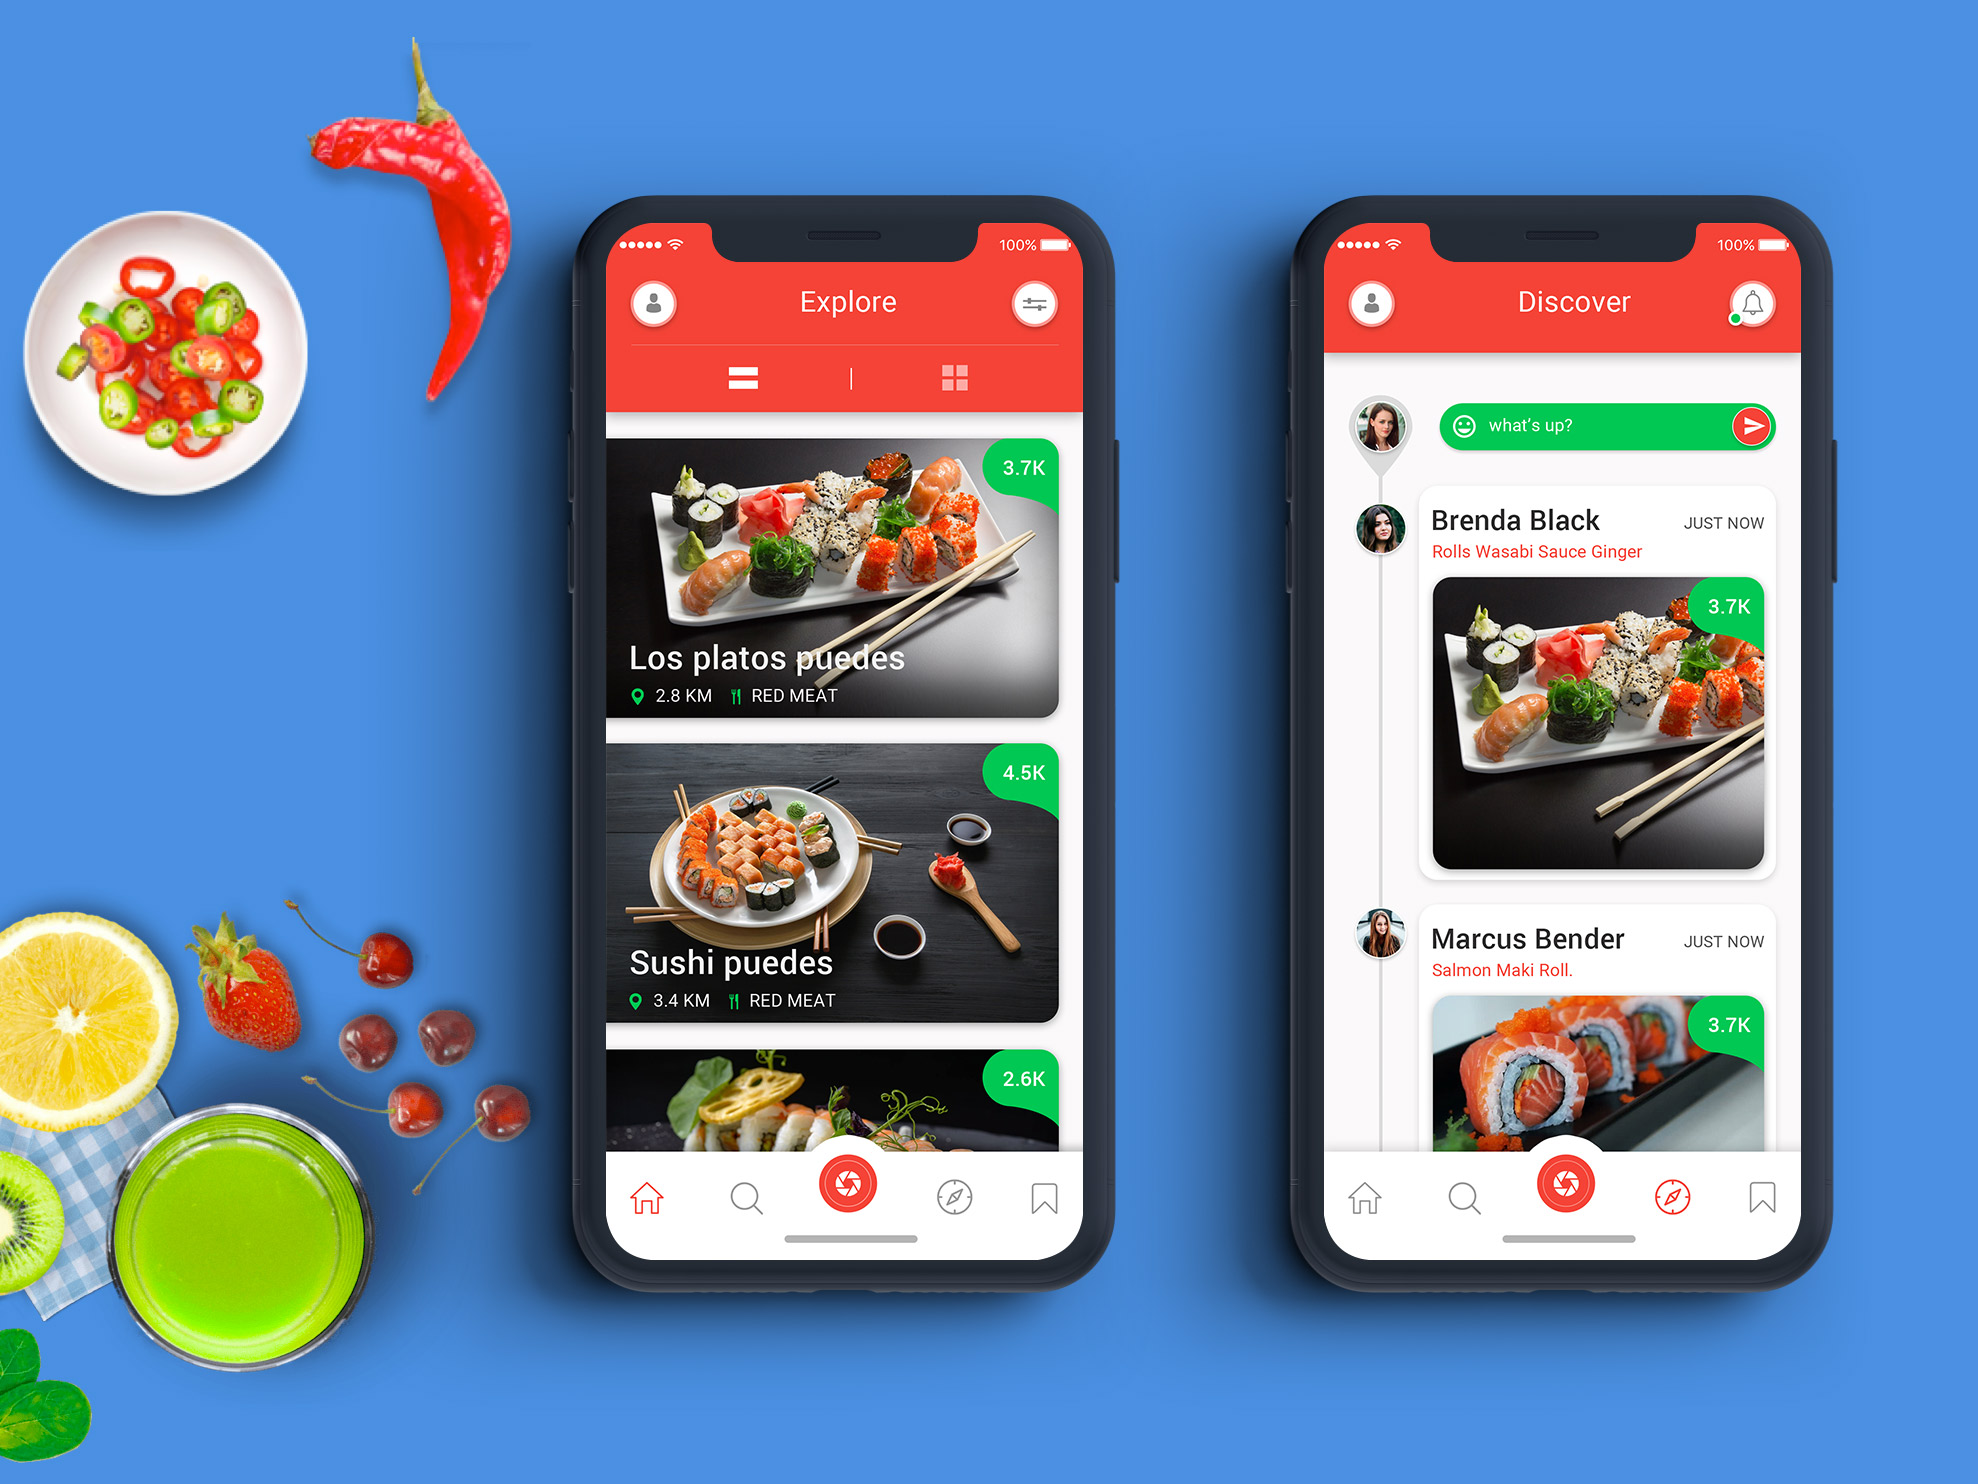 100%
Explore
3.7K
Los platos puedes
2.8 KM RED MEAT
4.5K
Sushi puedes
3.4 KM RED MEAT
2.6K
100%
Discover
what's up?
Brenda Black JUST NOW
Rolls Wasabi Sauce Ginger
3.7K
Marcus Bender JUST NOW
Salmon Maki Roll.
3.7K